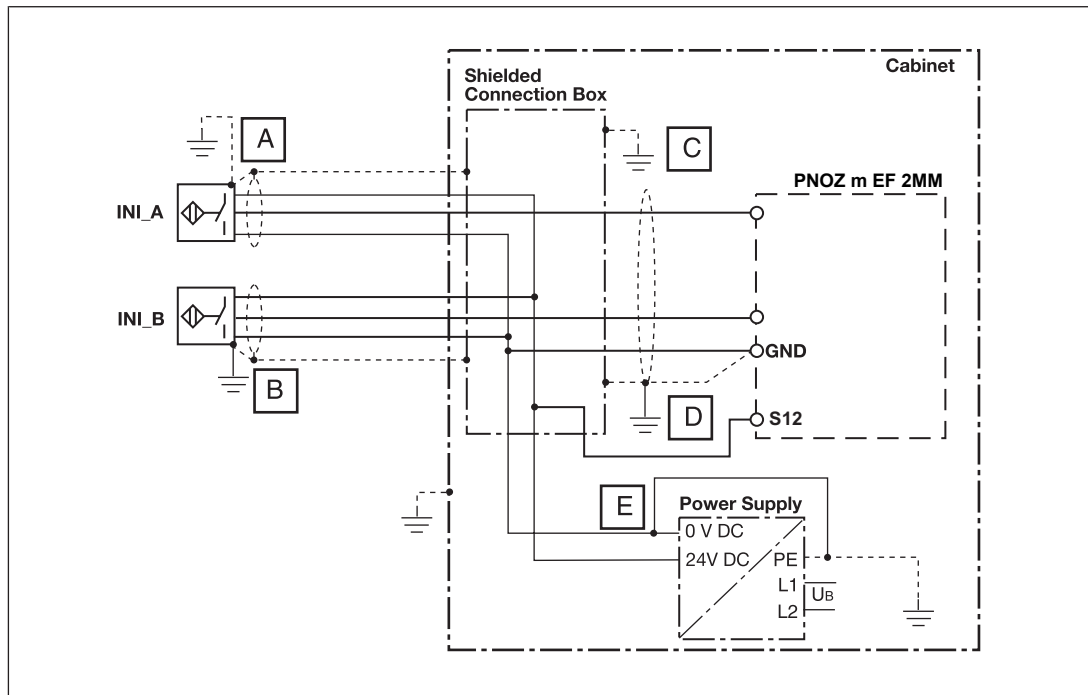 Cabinet
Shielded
Connection Box
A
C
PNOZ m EF 2MM
INI_A
INI_B
GND
B
D
S12
E
Power Supply
0 V DC
24V DC
PE
L1
UB
L2